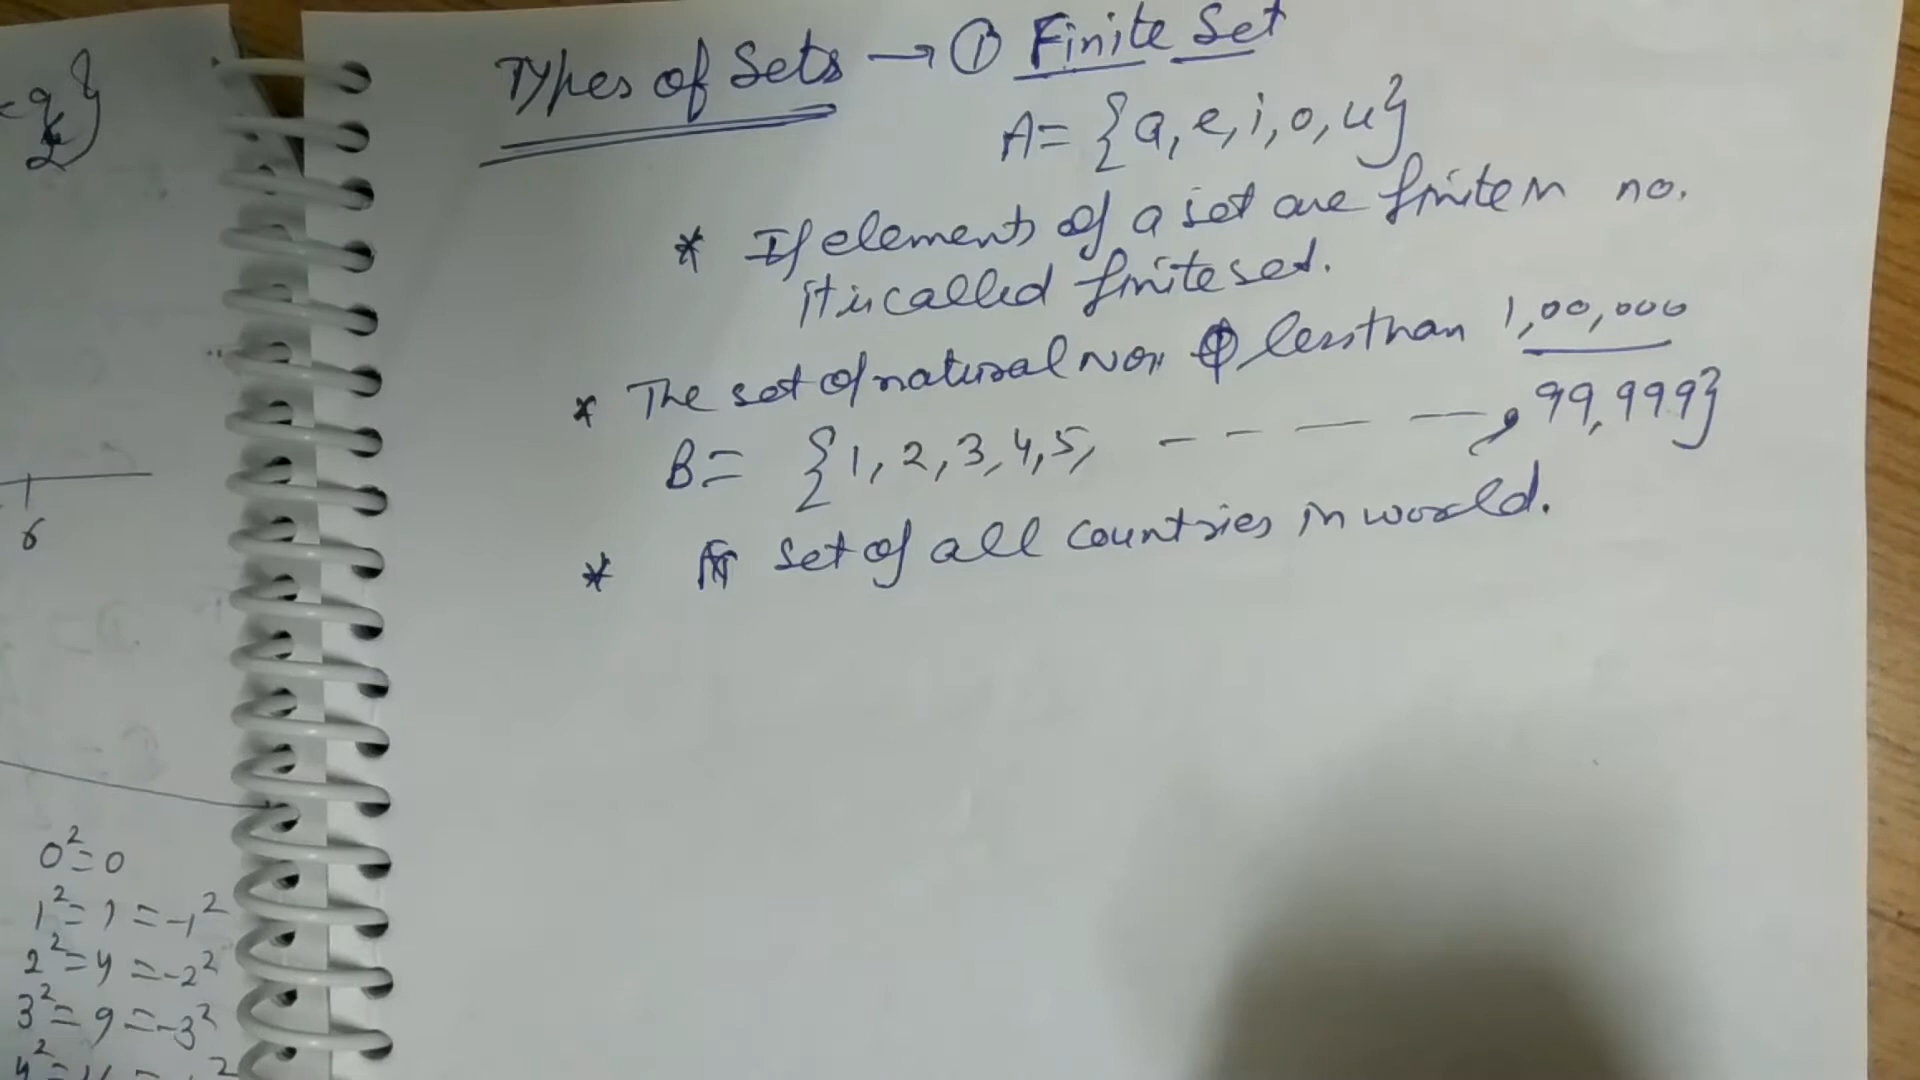 Types of Sets → ① Finite Set
A = {a, e, i, o, u}
* If elements of a set are finite in no.
it is called finite set.
* The set of natural Nos. less than 1,00,000
B = {1, 2, 3, 4, 5, - - - - , 99,999}
* Set of all countries in world.
6
0² = 0
1² = 1 = -1²
2² = 4 = -2²
3² = 9 = -3²